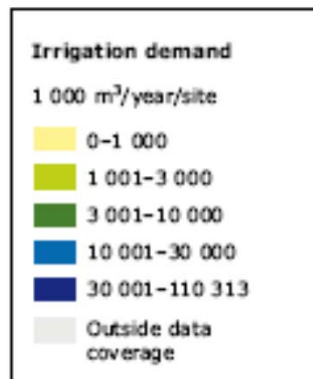 Irrigation demand
1 000 m³/year/site
0–1 000
1 001–3 000
3 001–10 000
10 001–30 000
30 001–110 313
Outside data
coverage